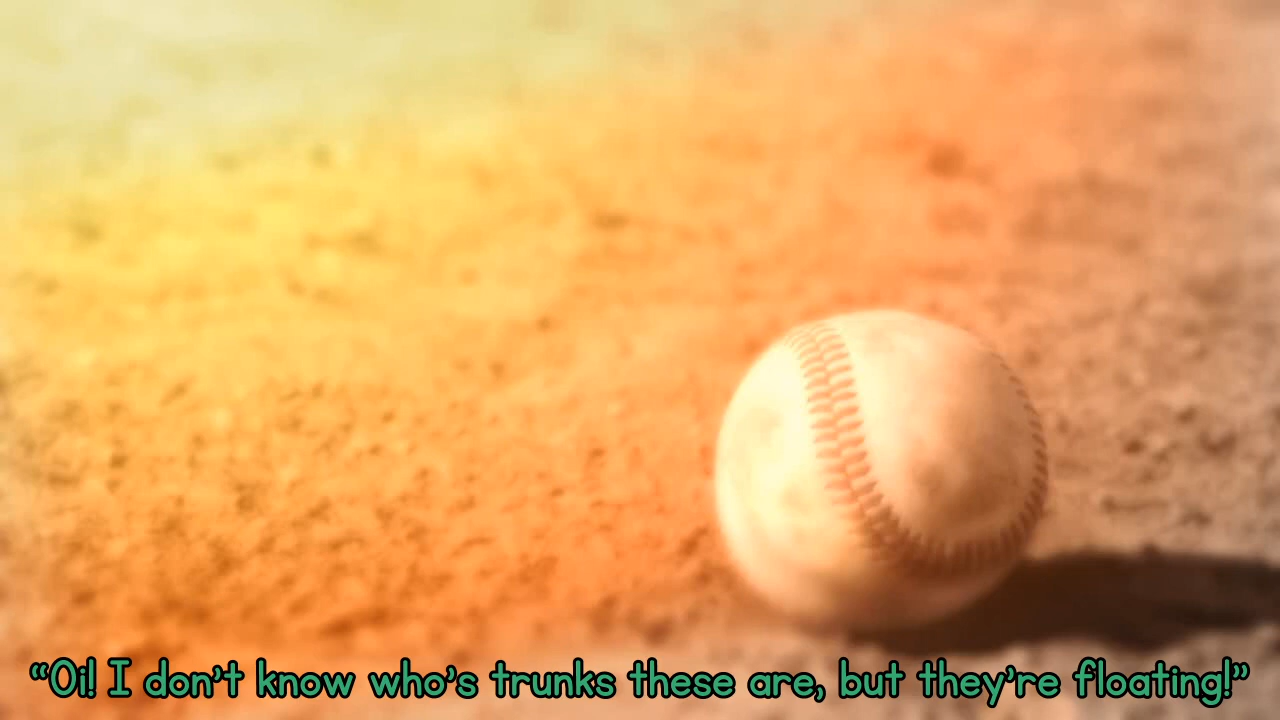 “Oi! I don’t know who’s trunks these are, but they’re floating!”